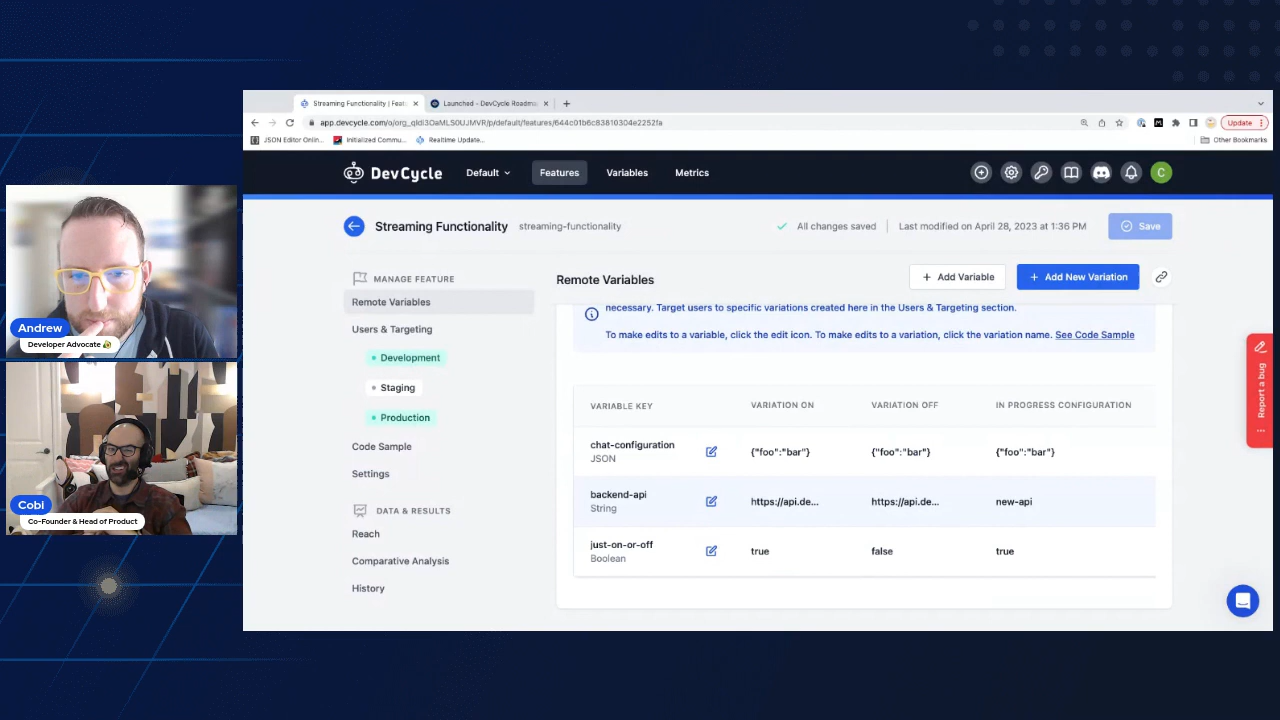 Streaming Functionality | Featu
Launched - DevCycle Roadma
app.devcycle.com/o/org_qIdi3OaMLS0UJMVR/p/default/features/644c01b6c83810304e2252fa
Update
JSON Editor Onlin...
Initialized Commu...
Realtime Update...
Other Bookmarks
DevCycle
Default
Features
Variables
Metrics
C
Streaming Functionality
streaming-functionality
All changes saved
Last modified on April 28, 2023 at 1:36 PM
Save
MANAGE FEATURE
Remote Variables
Users & Targeting
Development
Staging
Production
Code Sample
Settings
DATA & RESULTS
Reach
Comparative Analysis
History
Remote Variables
+ Add Variable
+ Add New Variation
necessary. Target users to specific variations created here in the Users & Targeting section.
To make edits to a variable, click the edit icon. To make edits to a variation, click the variation name. See Code Sample
VARIABLE KEY VARIATION ON VARIATION OFF IN PROGRESS CONFIGURATION
chat-configuration
JSON
{"foo":"bar"} {"foo":"bar"} {"foo":"bar"}
backend-api
String
https://api.de... https://api.de... new-api
just-on-or-off
Boolean
true false true
Report a bug
Andrew
Developer Advocate
Cobi
Co-Founder & Head of Product